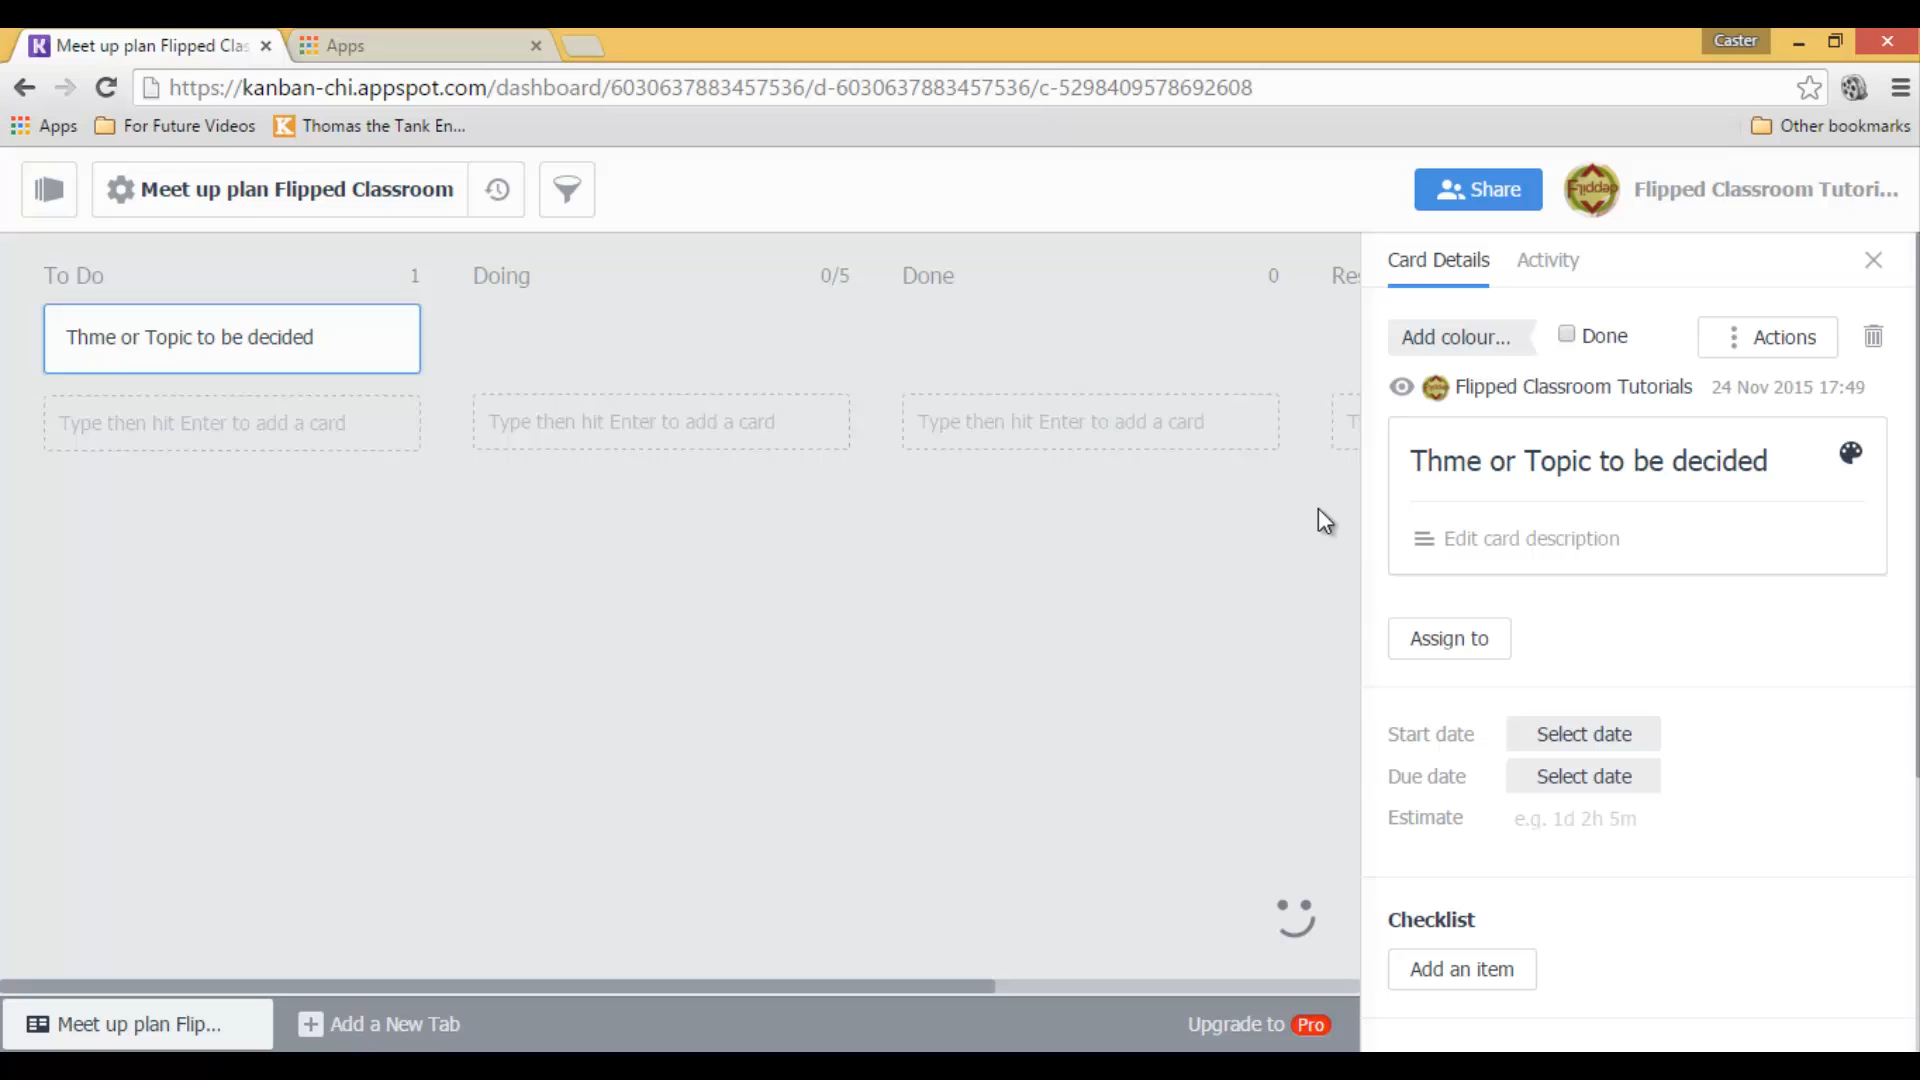 Meet up plan Flipped Clas
Apps
Caster
https://kanban-chi.appspot.com/dashboard/6030637883457536/d-6030637883457536/c-5298409578692608
Apps
For Future Videos
Thomas the Tank En...
Other bookmarks
Meet up plan Flipped Classroom
Share
Flipped
Flipped Classroom Tutori...
To Do 1
Doing 0/5
Done 0
Res
Thme or Topic to be decided
Type then hit Enter to add a card
Type then hit Enter to add a card
Type then hit Enter to add a card
T
Card Details
Activity
Add colour...
Done
Actions
Flipped Classroom Tutorials 24 Nov 2015 17:49
Thme or Topic to be decided
Edit card description
Assign to
Start date Select date
Due date Select date
Estimate e.g. 1d 2h 5m
Checklist
Add an item
Meet up plan Flip...
Add a New Tab
Upgrade to Pro